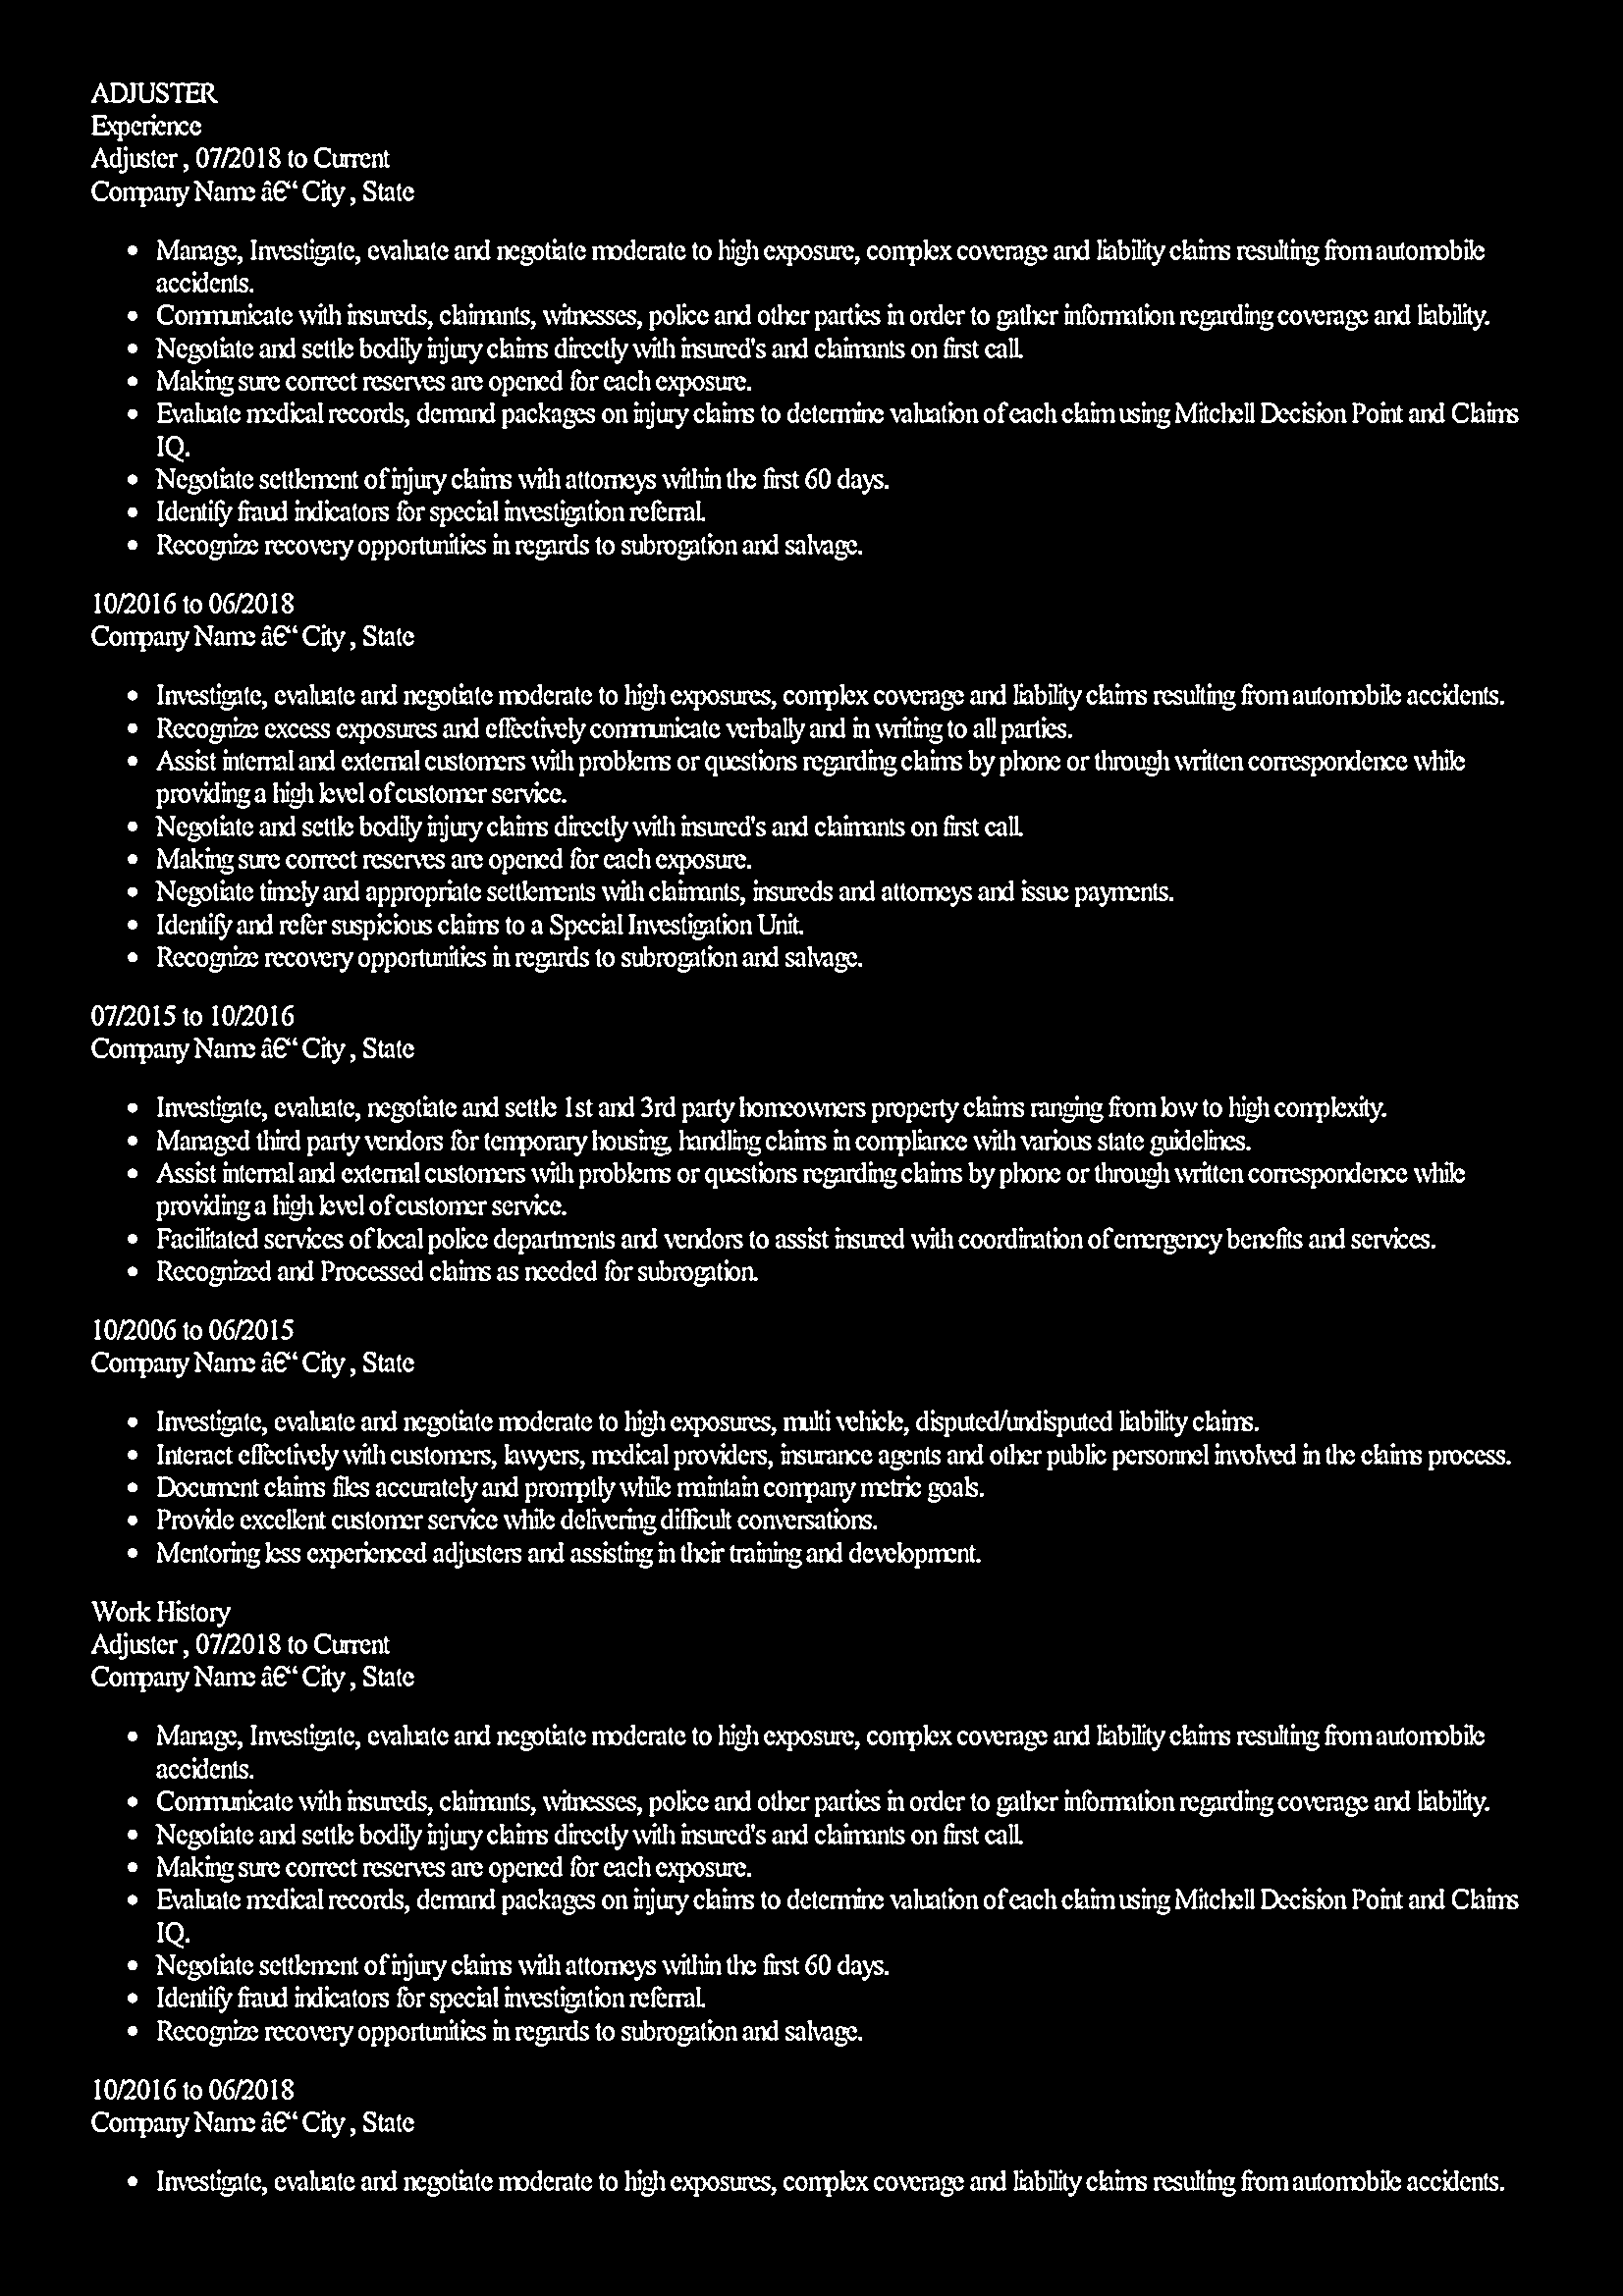 ADJUSTER
Experience
Adjuster , 07/2018 to Current
Company Name â€“ City , State
• Manage, Investigate, evaluate and negotiate moderate to high exposure, complex coverage and liability claims resulting from automobile
accidents.
• Communicate with insureds, claimants, witnesses, police and other parties in order to gather information regarding coverage and liability.
• Negotiate and settle bodily injury claims directly with insured's and claimants on first call.
• Making sure correct reserves are opened for each exposure.
• Evaluate medical records, demand packages on injury claims to determine valuation of each claim using Mitchell Decision Point and Claims
IQ.
• Negotiate settlement of injury claims with attorneys within the first 60 days.
• Identify fraud indicators for special investigation referral.
• Recognize recovery opportunities in regards to subrogation and salvage.
10/2016 to 06/2018
Company Name â€“ City , State
• Investigate, evaluate and negotiate moderate to high exposures, complex coverage and liability claims resulting from automobile accidents.
• Recognize excess exposures and effectively communicate verbally and in writing to all parties.
• Assist internal and external customers with problems or questions regarding claims by phone or through written correspondence while
providing a high level of customer service.
• Negotiate and settle bodily injury claims directly with insured's and claimants on first call.
• Making sure correct reserves are opened for each exposure.
• Negotiate timely and appropriate settlements with claimants, insureds and attorneys and issue payments.
• Identify and refer suspicious claims to a Special Investigation Unit.
• Recognize recovery opportunities in regards to subrogation and salvage.
07/2015 to 10/2016
Company Name â€“ City , State
• Investigate, evaluate, negotiate and settle 1st and 3rd party homeowners property claims ranging from low to high complexity.
• Managed third party vendors for temporary housing, handling claims in compliance with various state guidelines.
• Assist internal and external customers with problems or questions regarding claims by phone or through written correspondence while
providing a high level of customer service.
• Facilitated services of local police departments and vendors to assist insured with coordination of emergency benefits and services.
• Recognized and Processed claims as needed for subrogation.
10/2006 to 06/2015
Company Name â€“ City , State
• Investigate, evaluate and negotiate moderate to high exposures, multi vehicle, disputed/undisputed liability claims.
• Interact effectively with customers, lawyers, medical providers, insurance agents and other public personnel involved in the claims process.
• Document claims files accurately and promptly while maintain company metric goals.
• Provide excellent customer service while delivering difficult conversations.
• Mentoring less experienced adjusters and assisting in their training and development.
Work History
Adjuster , 07/2018 to Current
Company Name â€“ City , State
• Manage, Investigate, evaluate and negotiate moderate to high exposure, complex coverage and liability claims resulting from automobile
accidents.
• Communicate with insureds, claimants, witnesses, police and other parties in order to gather information regarding coverage and liability.
• Negotiate and settle bodily injury claims directly with insured's and claimants on first call.
• Making sure correct reserves are opened for each exposure.
• Evaluate medical records, demand packages on injury claims to determine valuation of each claim using Mitchell Decision Point and Claims
IQ.
• Negotiate settlement of injury claims with attorneys within the first 60 days.
• Identify fraud indicators for special investigation referral.
• Recognize recovery opportunities in regards to subrogation and salvage.
10/2016 to 06/2018
Company Name â€“ City , State
• Investigate, evaluate and negotiate moderate to high exposures, complex coverage and liability claims resulting from automobile accidents.